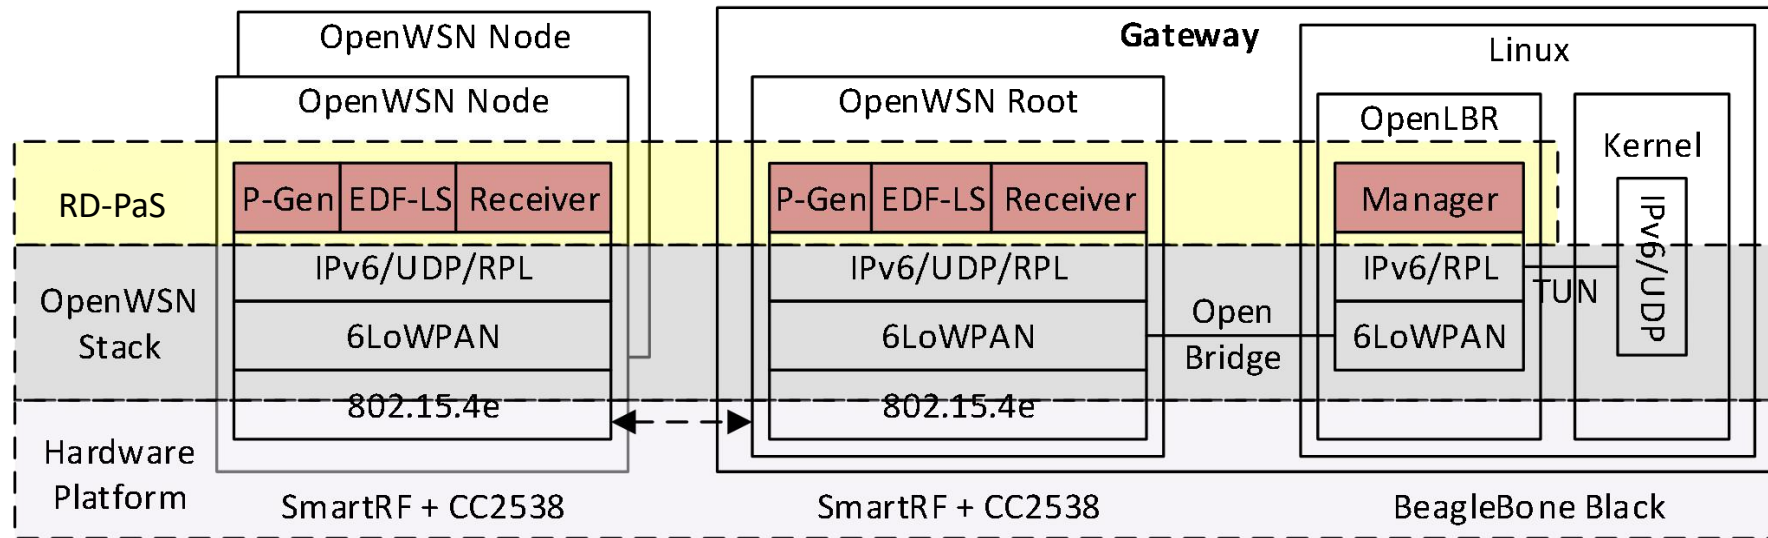 OpenWSN Node
OpenWSN Node
Gateway
Linux
OpenWSN Root
OpenLBR
Kernel
RD-PaS
P-Gen EDF-LS Receiver
P-Gen EDF-LS Receiver
Manager
IPv6/UDP
OpenWSN
Stack
IPv6/UDP/RPL
IPv6/UDP/RPL
IPv6/RPL
TUN
6LoWPAN
6LoWPAN
Open
Bridge
6LoWPAN
802.15.4e
802.15.4e
Hardware
Platform
SmartRF + CC2538
SmartRF + CC2538
BeagleBone Black